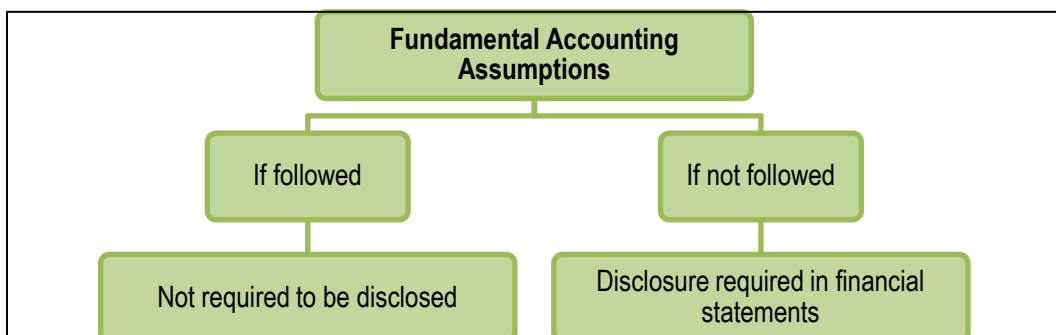 Fundamental Accounting
Assumptions
If followed
If not followed
Not required to be disclosed
Disclosure required in financial
statements